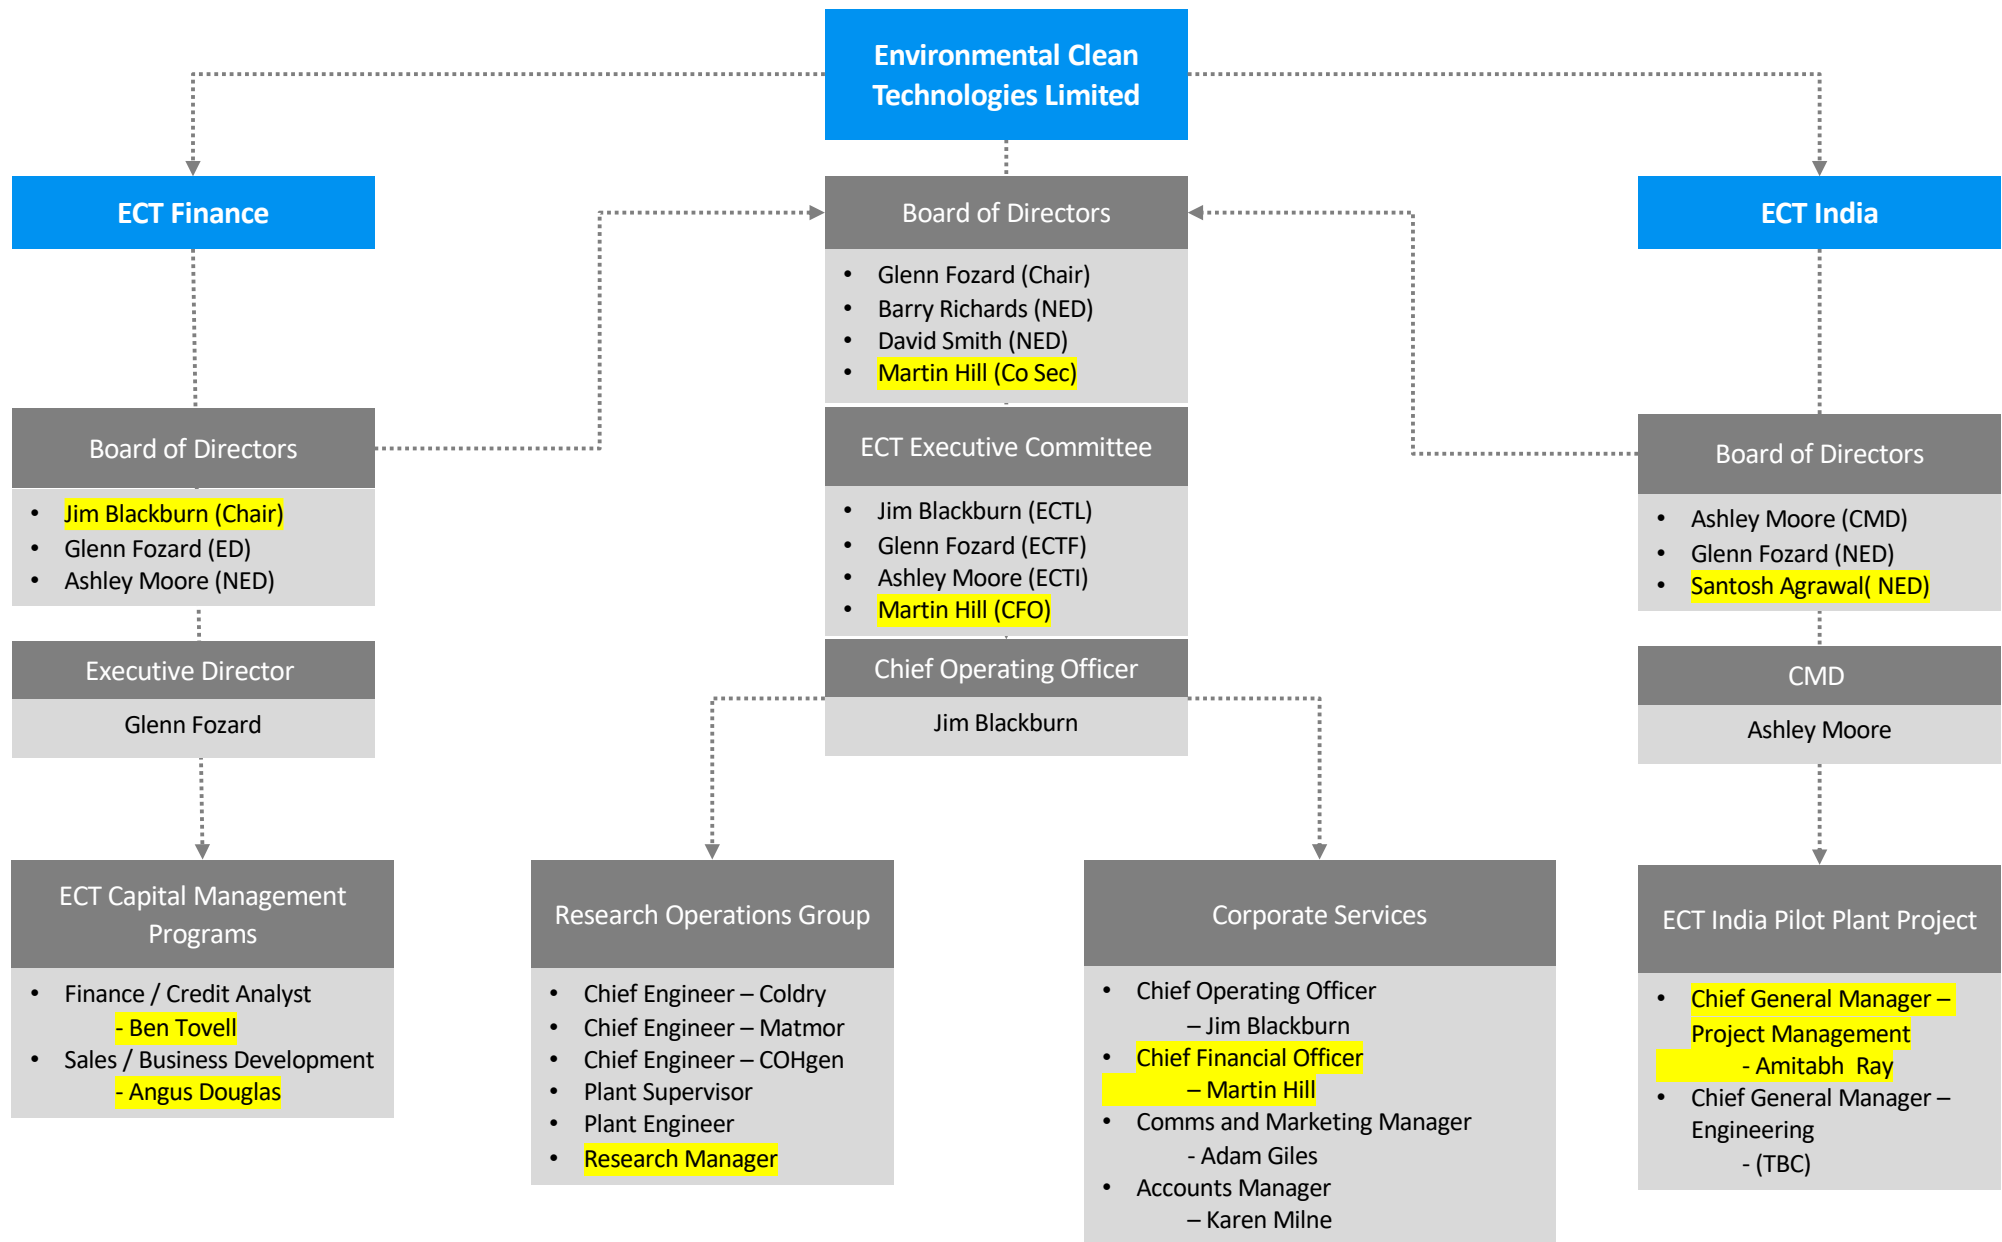 Environmental Clean
Technologies Limited
ECT Finance
Board of Directors
ECT India
• Glenn Fozard (Chair)
• Barry Richards (NED)
• David Smith (NED)
• Martin Hill (Co Sec)
Board of Directors
• Jim Blackburn (Chair)
• Glenn Fozard (ED)
• Ashley Moore (NED)
ECT Executive Committee
• Jim Blackburn (ECTL)
• Glenn Fozard (ECTF)
• Ashley Moore (ECTI)
• Martin Hill (CFO)
Board of Directors
• Ashley Moore (CMD)
• Glenn Fozard (NED)
• Santosh Agrawal( NED)
Executive Director
Glenn Fozard
Chief Operating Officer
Jim Blackburn
CMD
Ashley Moore
ECT Capital Management
Programs
• Finance / Credit Analyst
- Ben Tovell
• Sales / Business Development
- Angus Douglas
Research Operations Group
• Chief Engineer – Coldry
• Chief Engineer – Matmor
• Chief Engineer – COHgen
• Plant Supervisor
• Plant Engineer
• Research Manager
Corporate Services
• Chief Operating Officer
– Jim Blackburn
• Chief Financial Officer
– Martin Hill
• Comms and Marketing Manager
- Adam Giles
• Accounts Manager
– Karen Milne
ECT India Pilot Plant Project
• Chief General Manager –
Project Management
- Amitabh Ray
• Chief General Manager –
Engineering
- (TBC)